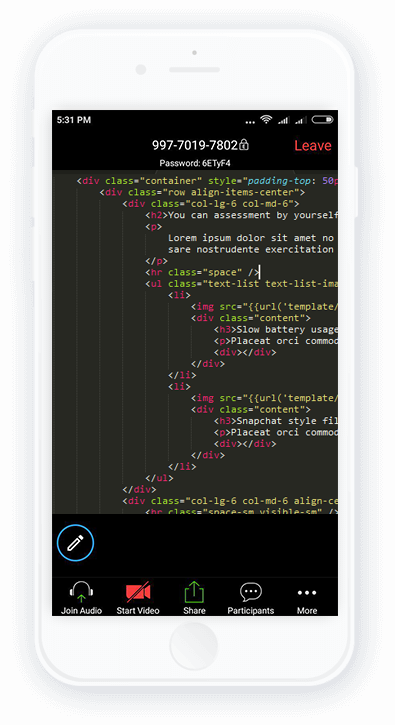 5:31 PM
997-7019-7802
Leave
Password: 6ETyF4
<div class="container" style="padding-top: 50p
<div class="row align-items-center">
<div class="col-lg-6 col-md-6">
<h2>You can assessment by yourself
<p>
Lorem ipsum dolor sit amet no
sare nostrudente exercitation
</p>
<hr class="space" />
<ul class="text-list text-list-ima
<li>
<img src="{{url('template/
<div class="content">
<h3>Slow battery usage
<p>Placeat orci commod
<div></div>
</div>
</li>
<li>
<img src="{{url('template/
<div class="content">
<h3>Snapchat style fil
<p>Placeat orci commod
<div></div>
</div>
</li>
</ul>
</div>
<div class="col-lg-6 col-md-6 align-ce
<hr class="space-sm visible-sm" />
Join Audio
Start Video
Share
Participants
More